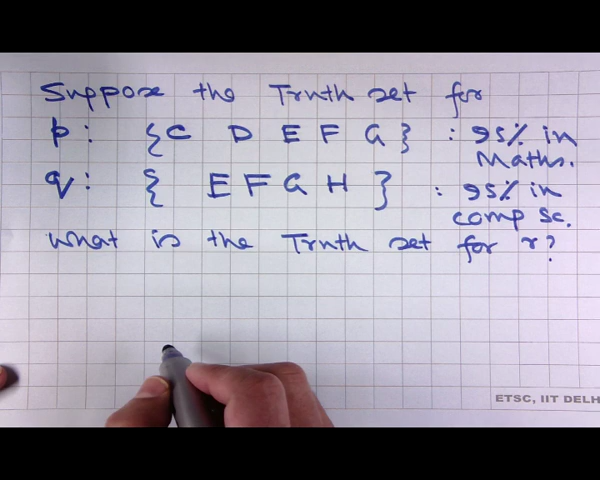 Suppose the Truth set for
p: {C D E F G} : 95% in
Maths.
q: { E F G H } : 95% in
comp Sc.
What is the Truth set for r?
ETSC, IIT DELH